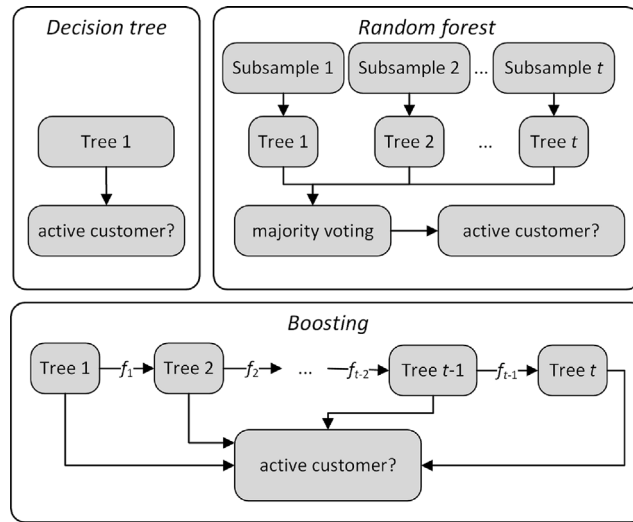 Decision tree
Tree 1
active customer?
Random forest
Subsample 1 Subsample 2 ... Subsample t
Tree 1 Tree 2 ... Tree t
majority voting active customer?
Boosting
Tree 1 f1 Tree 2 f2 ... ft-2 Tree t-1 ft-1 Tree t
active customer?